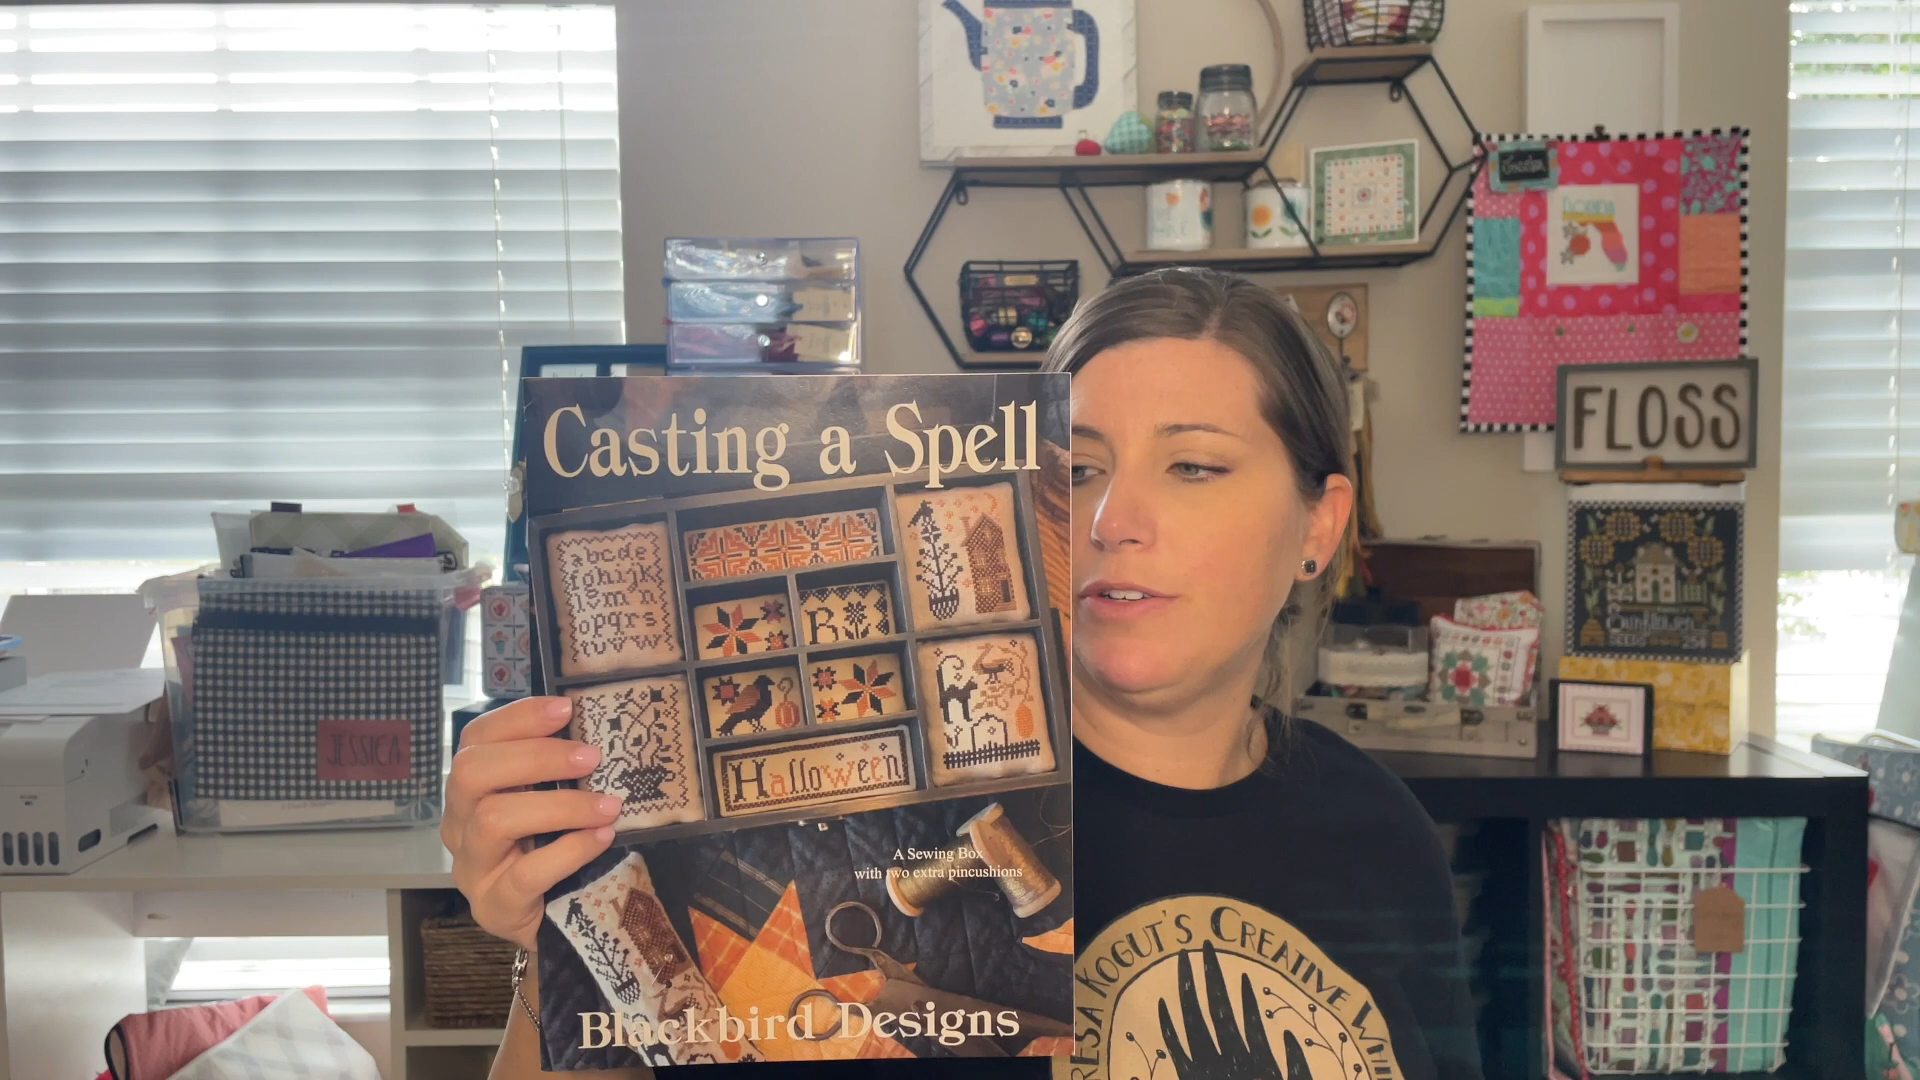 Casting a Spell
abcde
fghijk
lmn
opqrs
tuvw
B
Halloween
A Sewing Box
with two extra pincushions
Blackbird Designs
JESSICA
FLOSS
KOGUT'S CREATIVE